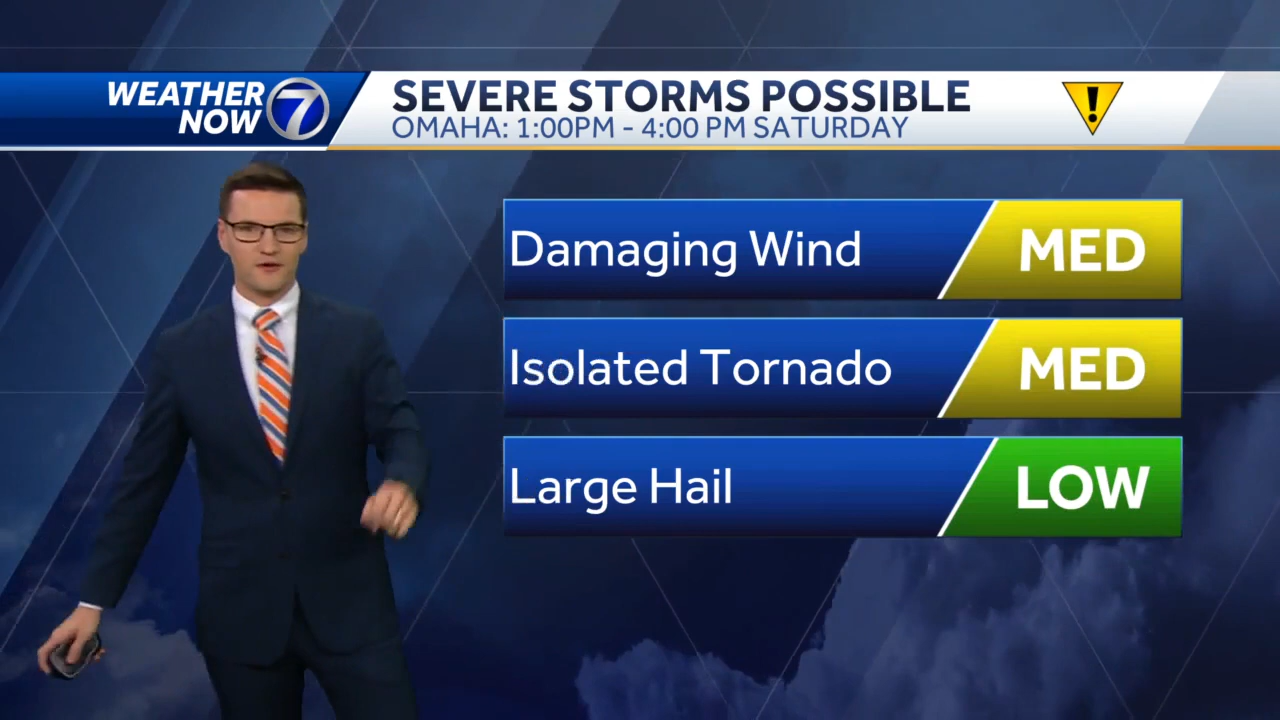 WEATHER
NOW 7
SEVERE STORMS POSSIBLE
OMAHA: 1:00PM - 4:00 PM SATURDAY
!
Damaging Wind MED
Isolated Tornado MED
Large Hail LOW